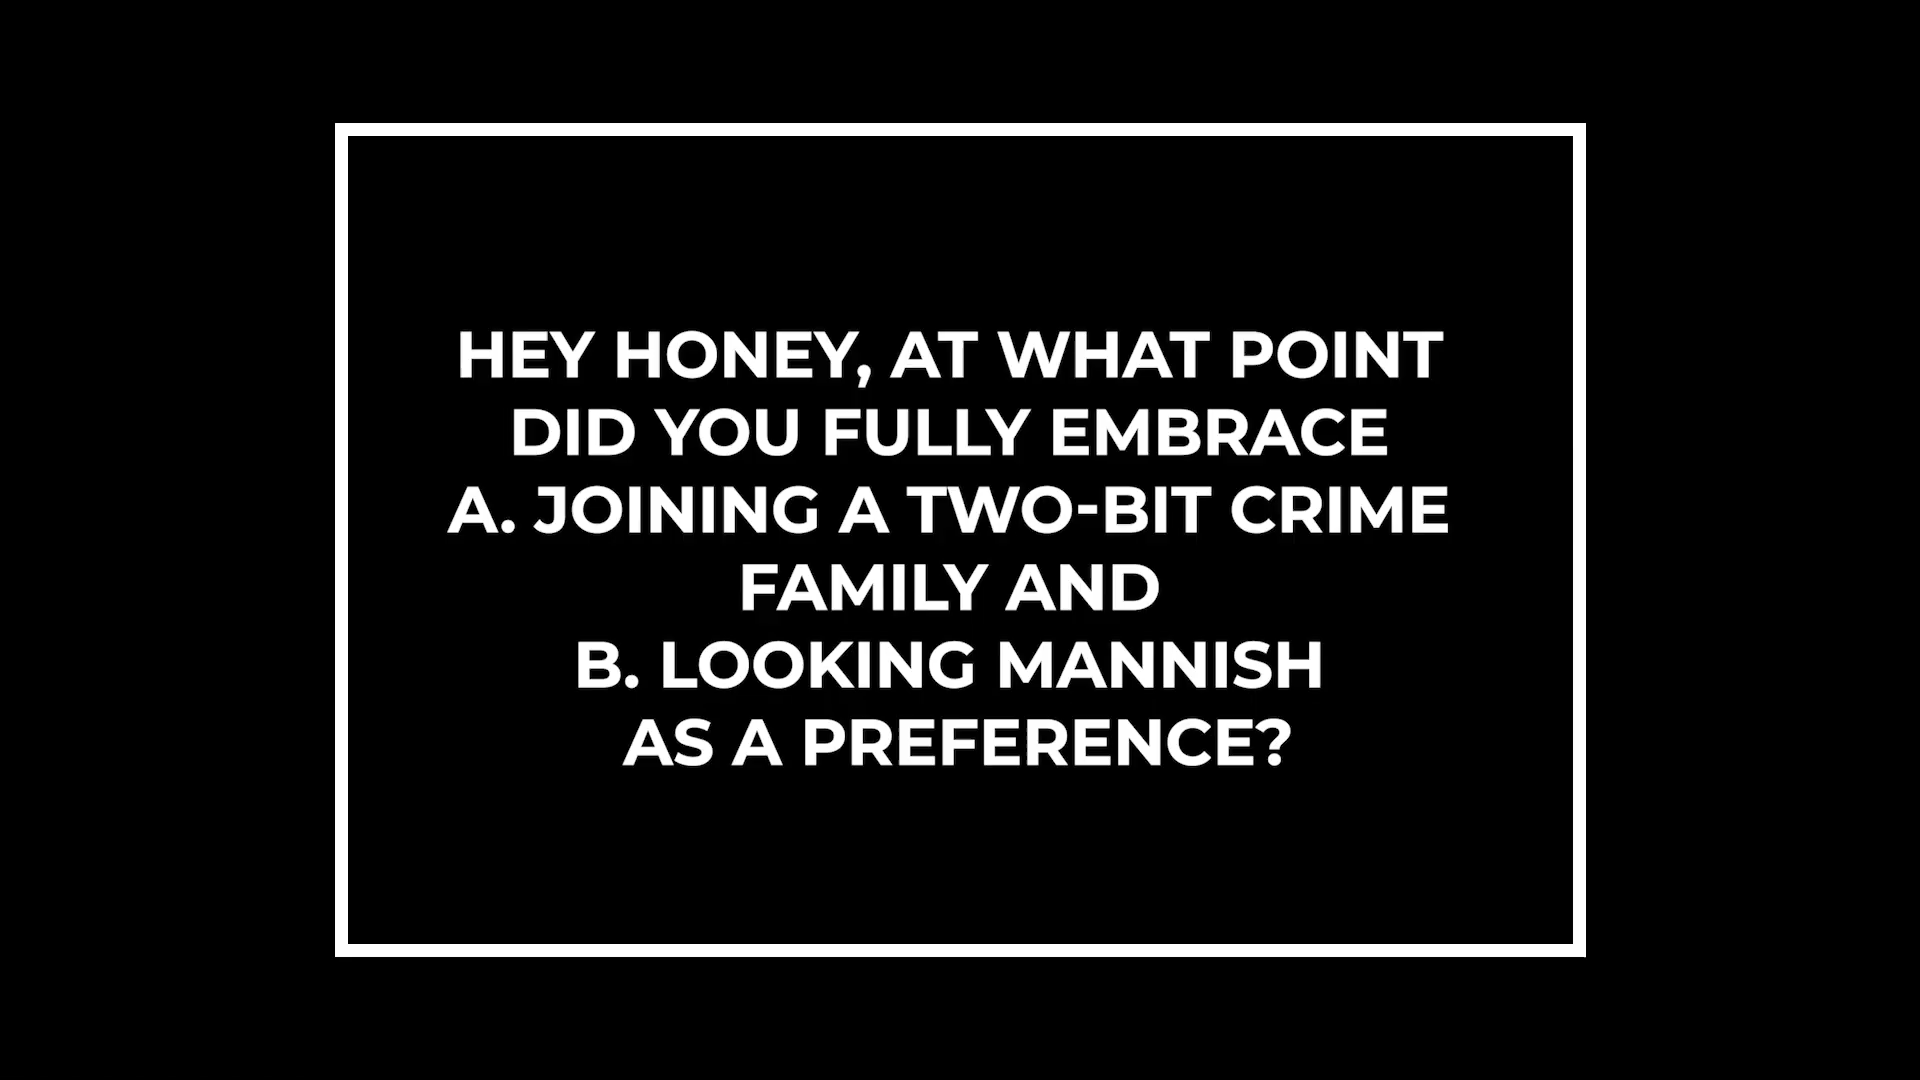 HEY HONEY, AT WHAT POINT
DID YOU FULLY EMBRACE
A. JOINING A TWO-BIT CRIME
FAMILY AND
B. LOOKING MANNISH
AS A PREFERENCE?